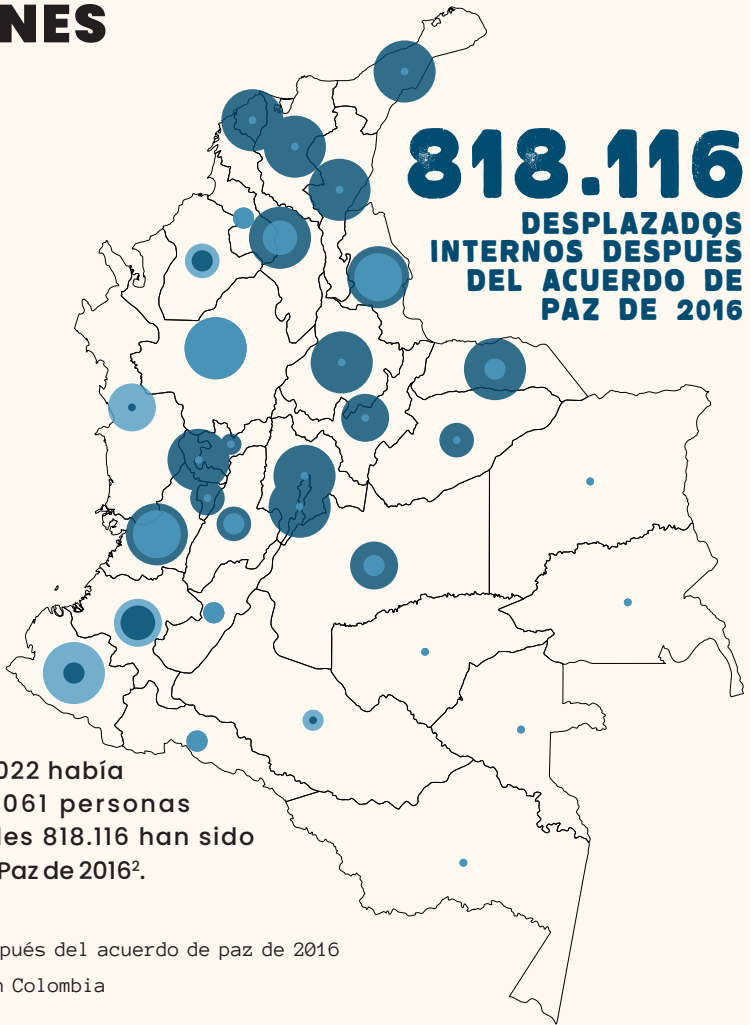 NES
818.116
DESPLAZADOS
INTERNOS DESPUÉS
DEL ACUERDO DE
PAZ DE 2016
022 había
061 personas
les 818.116 han sido
Paz de 2016².
pués del acuerdo de paz de 2016
n Colombia